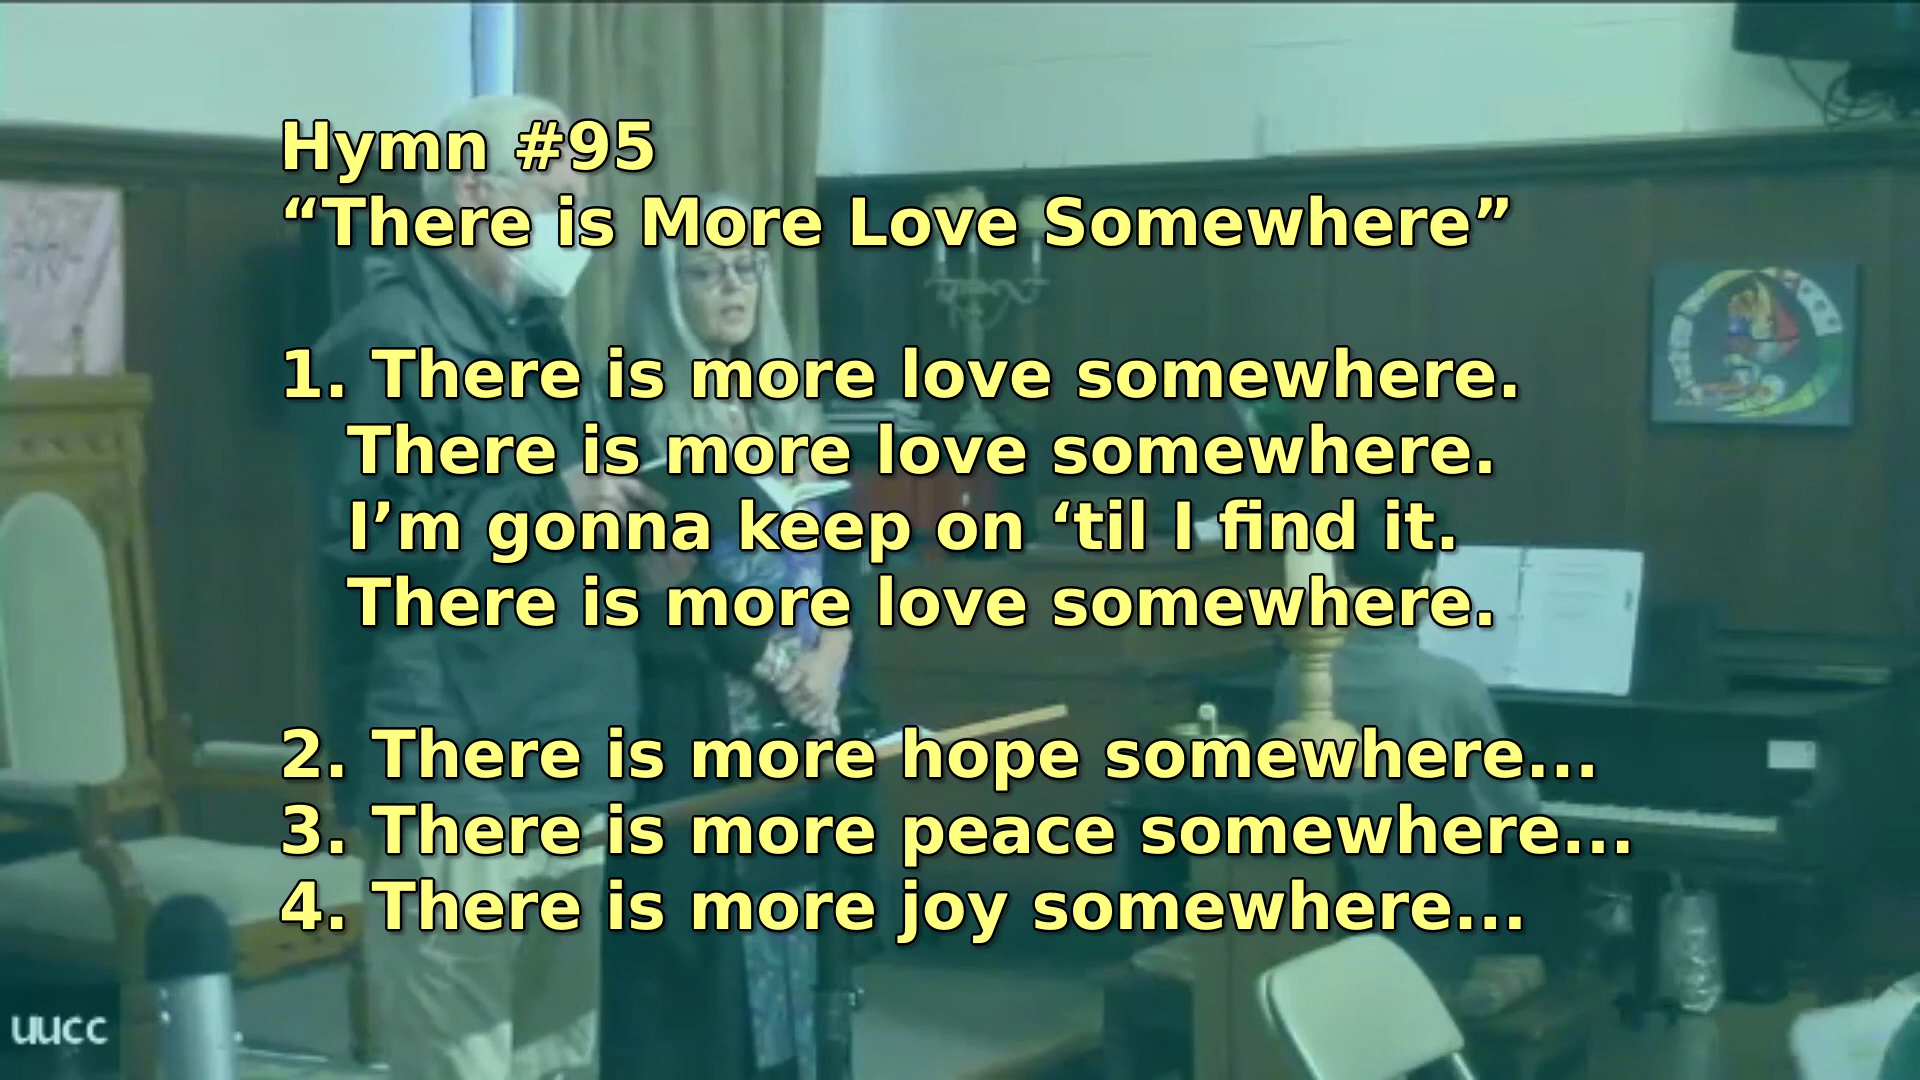 Hymn #95
“There is More Love Somewhere”
1. There is more love somewhere.
There is more love somewhere.
I’m gonna keep on ‘til I find it.
There is more love somewhere.
2. There is more hope somewhere...
3. There is more peace somewhere...
4. There is more joy somewhere...
uucc